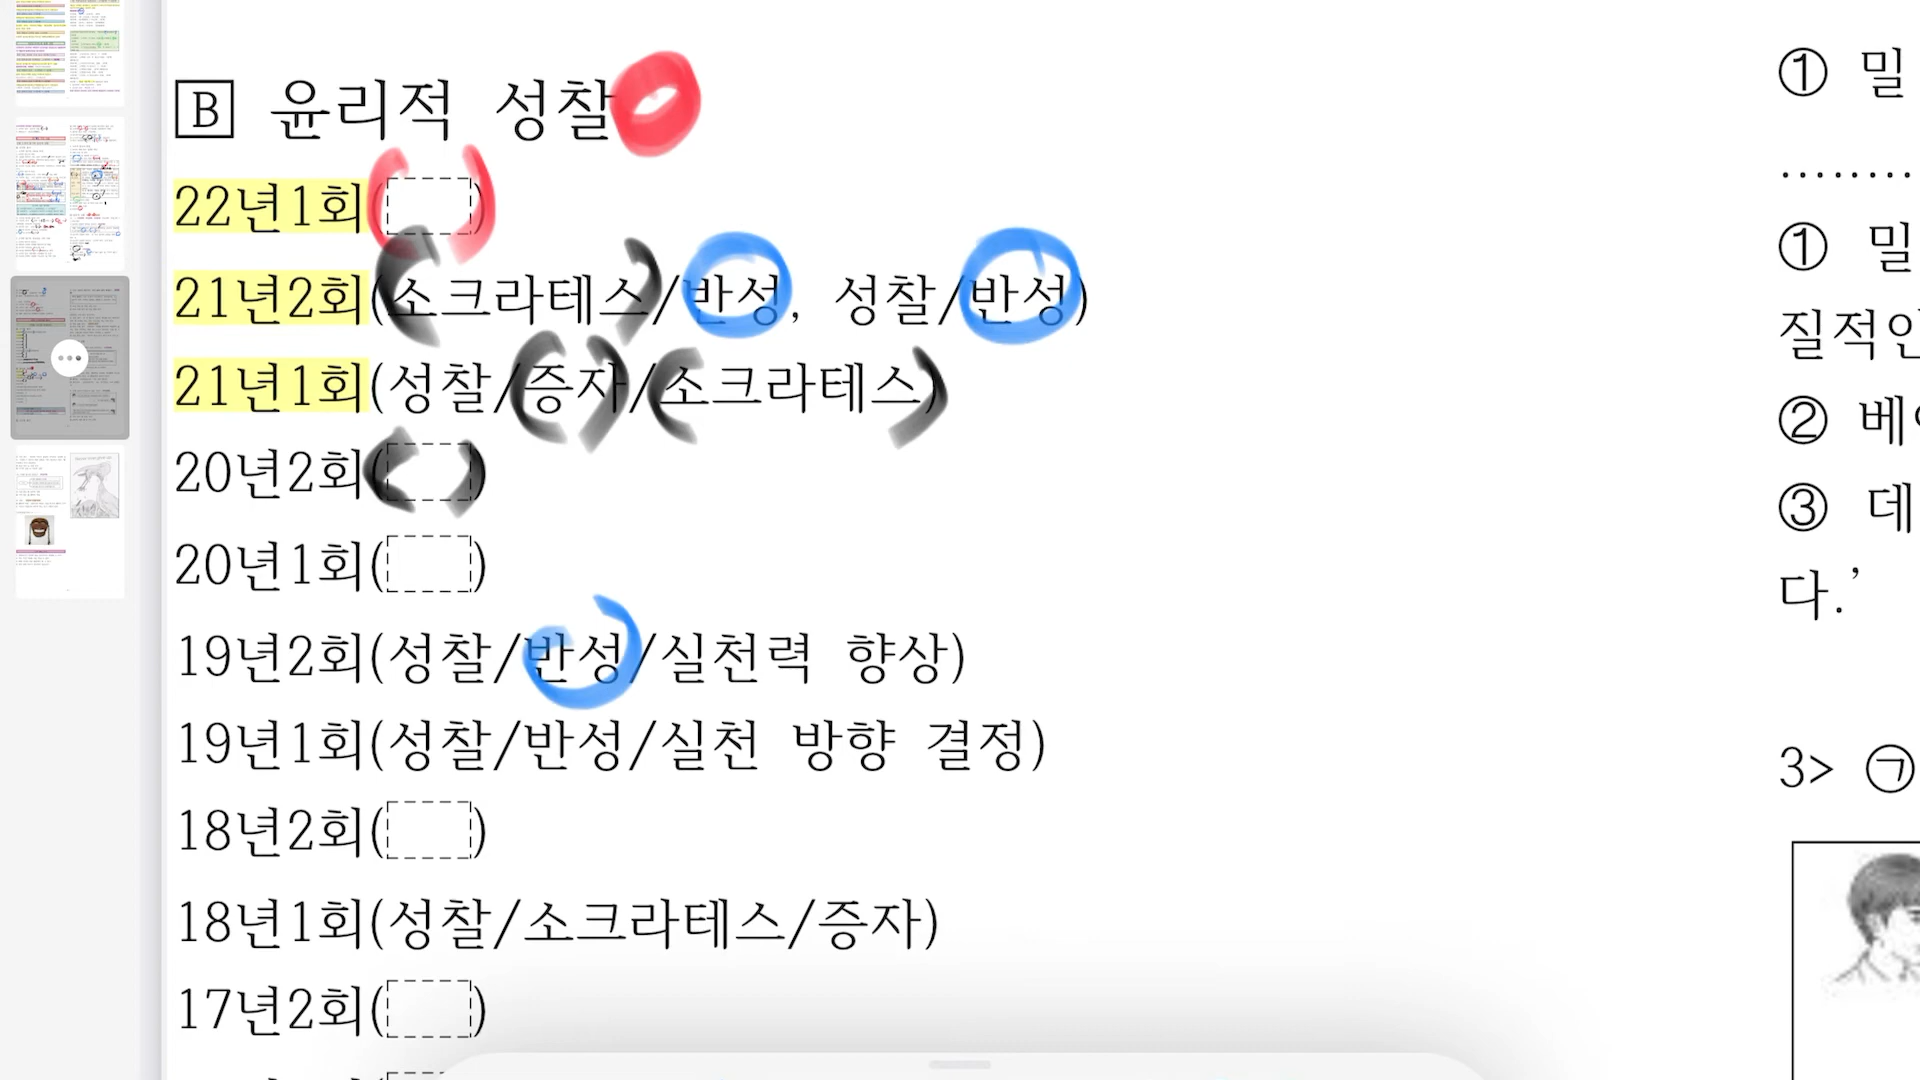 B 윤리적 성찰
22년1회( )
21년2회(소크라테스/반성, 성찰/반성)
21년1회(성찰/증자/소크라테스)
20년2회( )
20년1회( )
19년2회(성찰/반성/실천력 향상)
19년1회(성찰/반성/실천 방향 결정)
18년2회( )
18년1회(성찰/소크라테스/증자)
17년2회( )
① 밀
········
① 밀
질적인
② 베
③ 데
다.’
3> ㉠